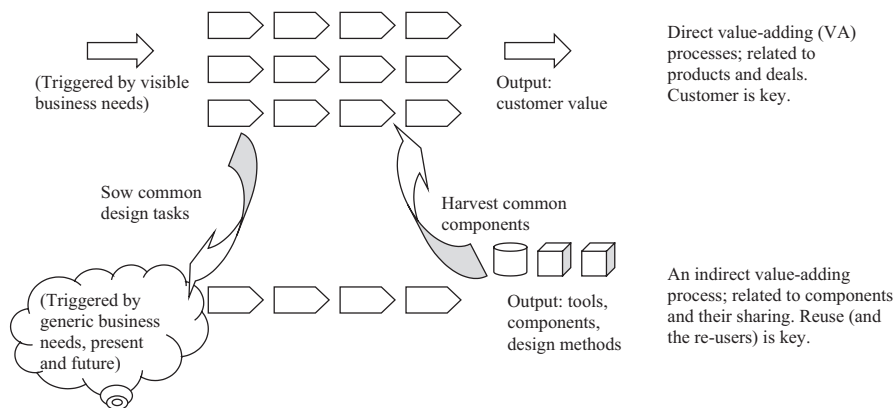 (Triggered by visible
business needs)
Output:
customer value
Direct value-adding (VA)
processes; related to
products and deals.
Customer is key.
Sow common
design tasks
Harvest common
components
(Triggered by
generic business
needs, present
and future)
Output: tools,
components,
design methods
An indirect value-adding
process; related to components
and their sharing. Reuse (and
the re-users) is key.